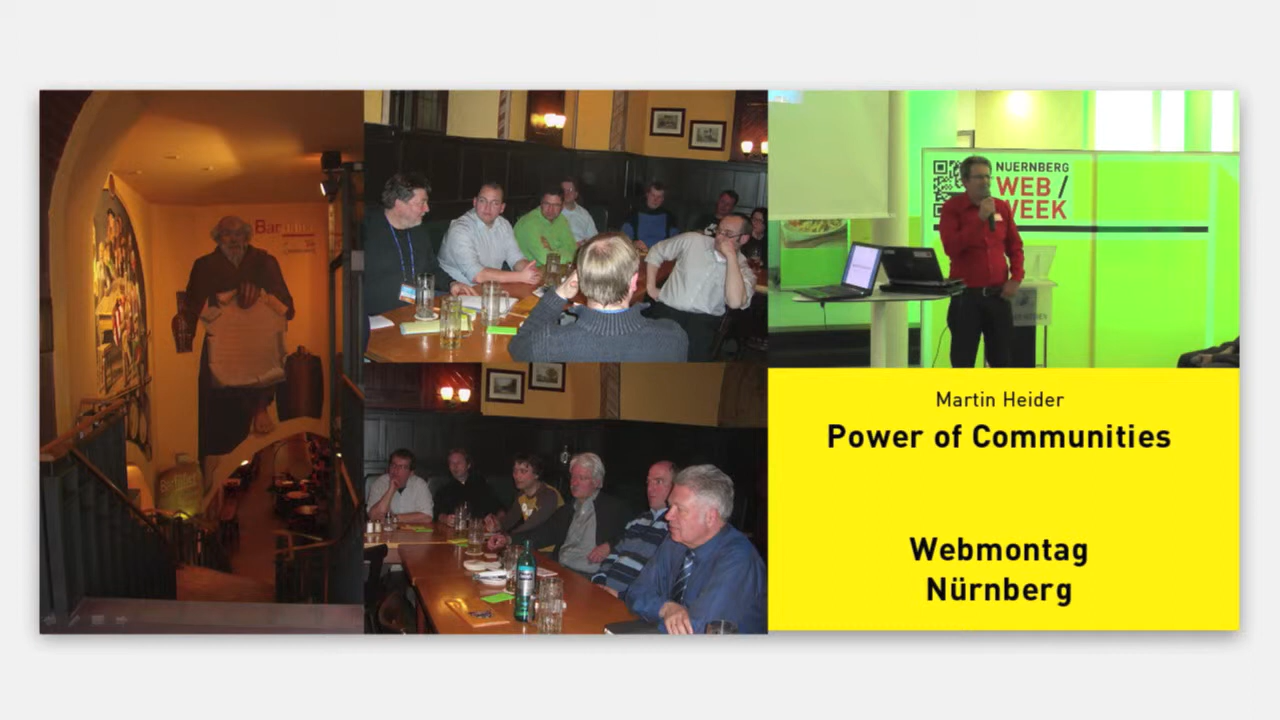 NUERNBERG
WEB /
WEEK
Martin Heider
Power of Communities
Webmontag
Nürnberg